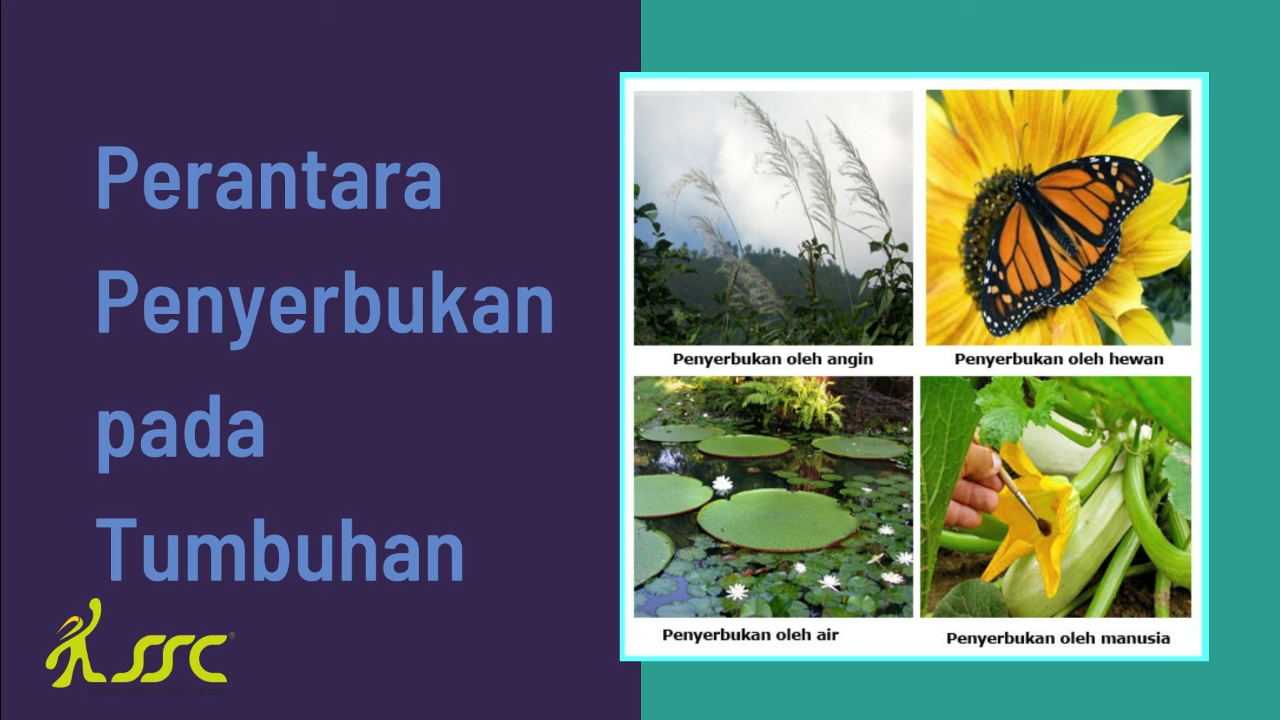 Perantara
Penyerbukan
pada
Tumbuhan
SSC
Penyerbukan oleh angin
Penyerbukan oleh hewan
Penyerbukan oleh air
Penyerbukan oleh manusia